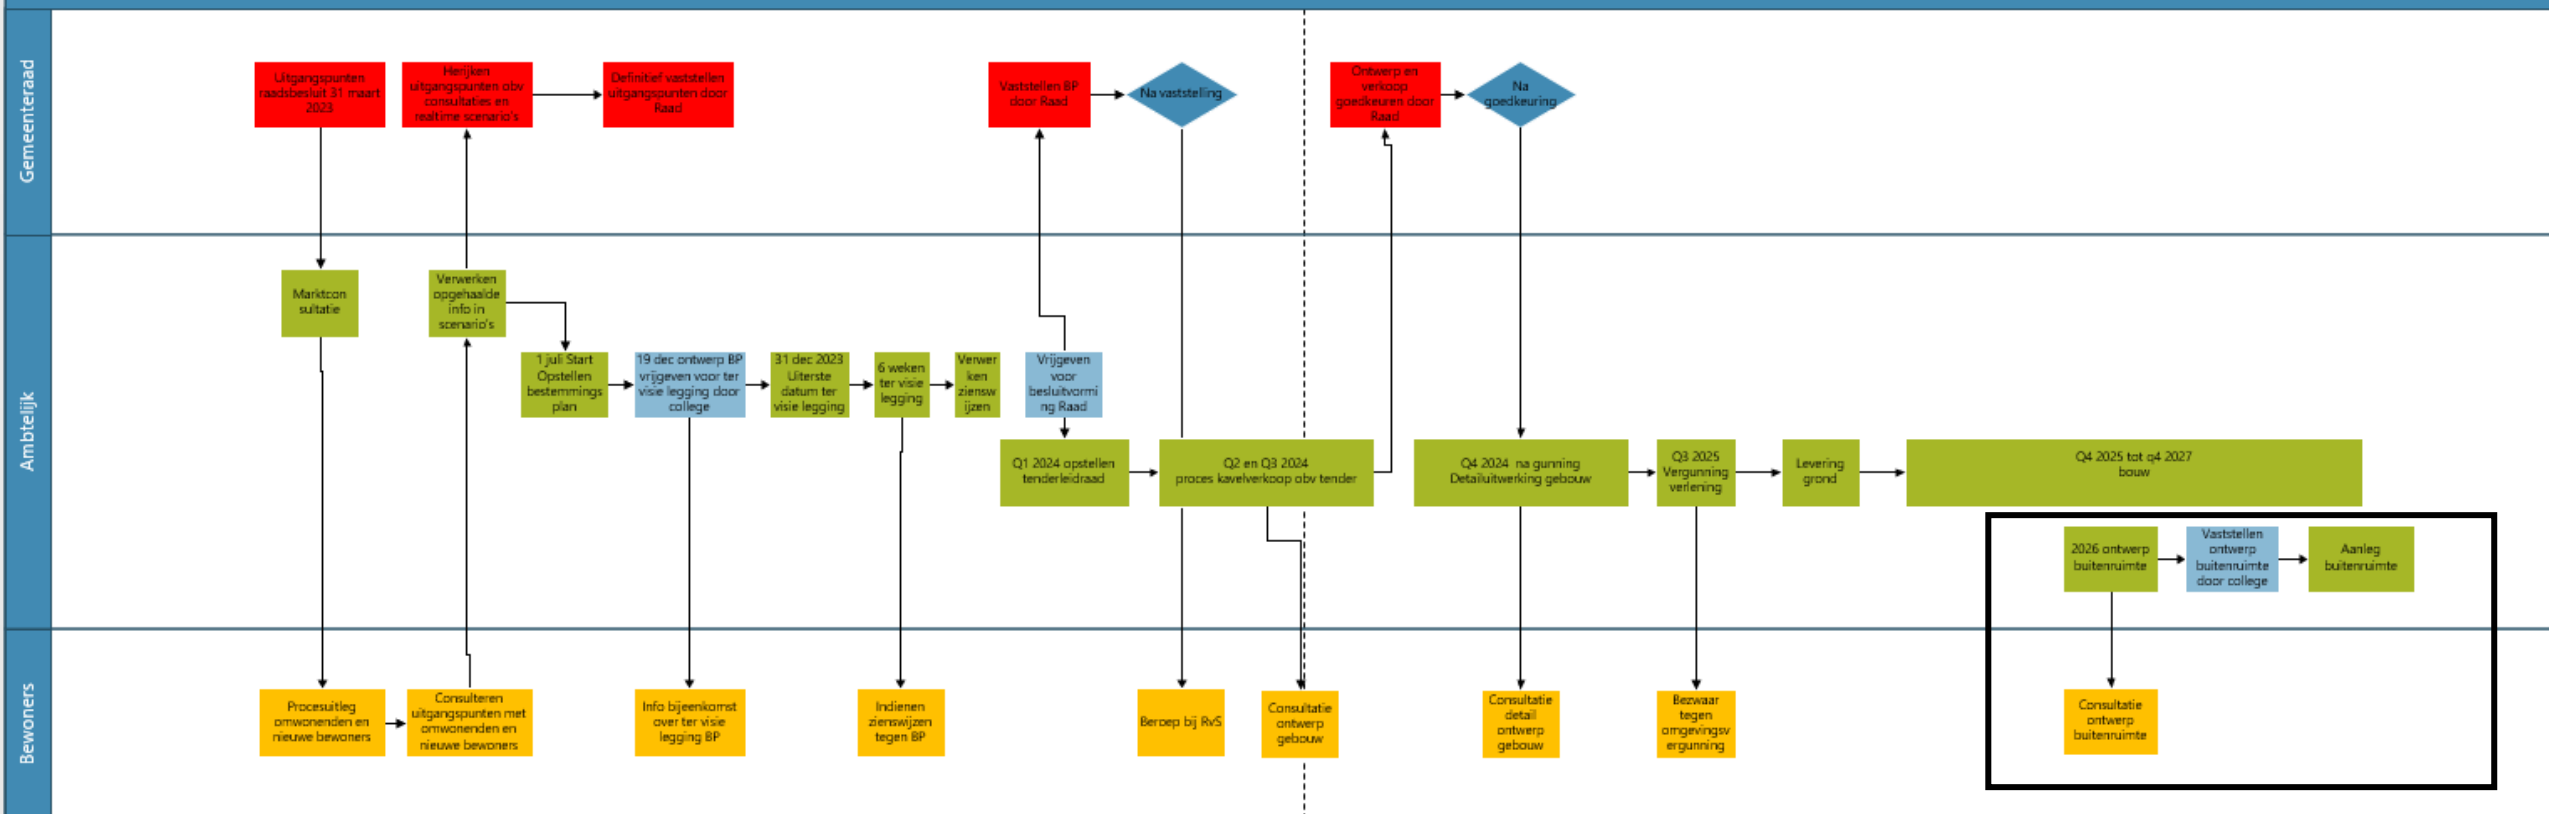 Gemeenteraad
Uitgangspunten
raadsbesluit 31 maart
2023
Herijken
uitgangspunten obv
consultaties en
realtime scenario's
Definitief vaststellen
uitgangspunten door
Raad
Vaststellen BP
door Raad
Na vaststelling
Ontwerp en
verkoop
goedkeuren door
Raad
Na
goedkeuring
Ambtelijk
Marktcon
sultatie
Verwerken
opgehaalde
info in
scenario's
1 juli Start
Opstellen
bestemmings
plan
19 dec ontwerp BP
vrijgeven voor ter
visie legging door
college
31 dec 2023
Uiterste
datum ter
visie legging
6 weken
ter visie
legging
Verwer
ken
ziensw
ijzen
Vrijgeven
voor
besluitvormi
ng Raad
Q1 2024 opstellen
tenderleidraad
Q2 en Q3 2024
proces kavelverkoop obv tender
Q4 2024 na gunning
Detailuitwerking gebouw
Q3 2025
Vergunning
verlening
Levering
grond
Q4 2025 tot q4 2027
bouw
2026 ontwerp
buitenruimte
Vaststellen
ontwerp
buitenruimte
door college
Aanleg
buitenruimte
Bewoners
Procesuitleg
omwonenden en
nieuwe bewoners
Consulteren
uitgangspunten met
omwonenden en
nieuwe bewoners
Info bijeenkomst
over ter visie
legging BP
Indienen
zienswijzen
tegen BP
Beroep bij RvS
Consultatie
ontwerp
gebouw
Consultatie
detail
ontwerp
gebouw
Bezwaar
tegen
omgevingsv
ergunning
Consultatie
ontwerp
buitenruimte